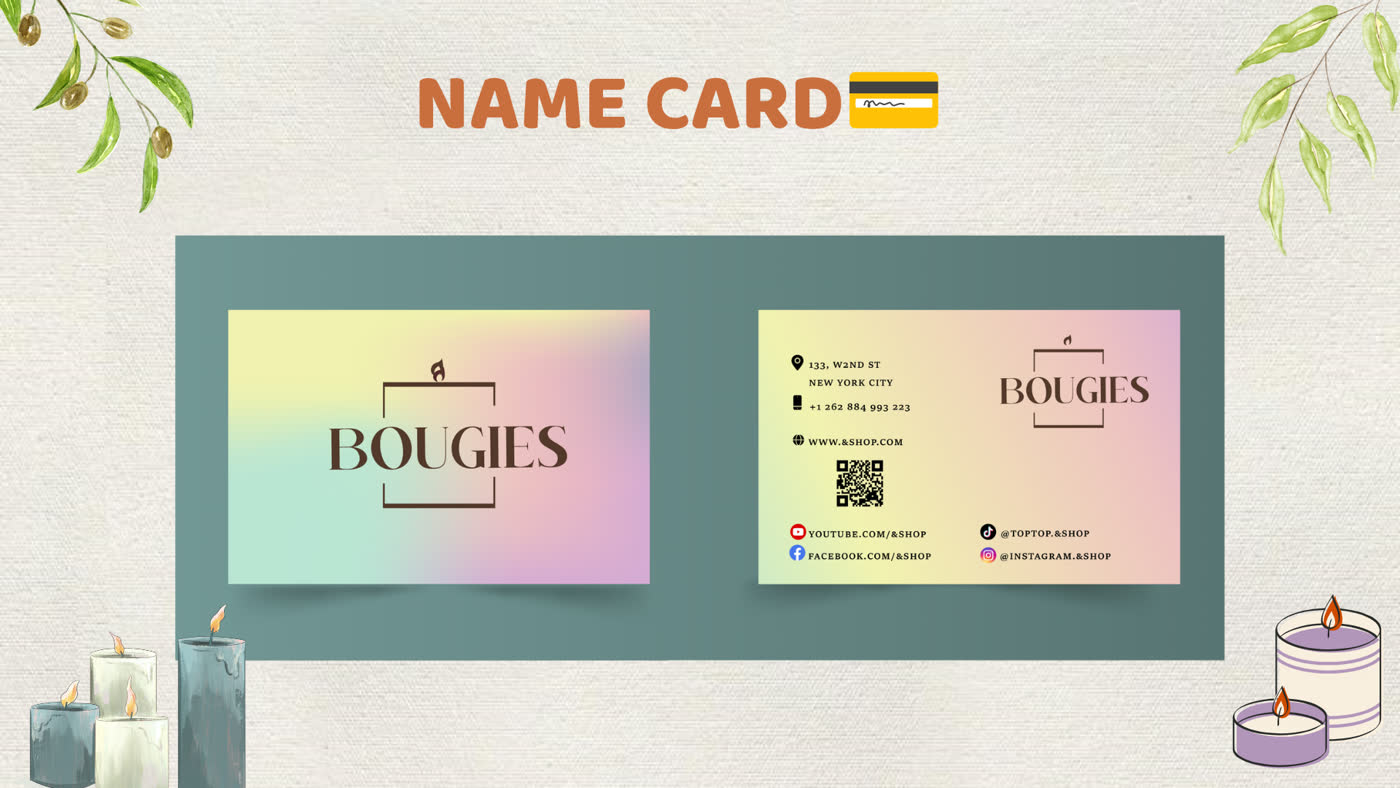 NAME CARD
BOUGIES
133, W2ND ST
NEW YORK CITY
+1 262 884 993 223
WWW.&SHOP.COM
YOUTUBE.COM/&SHOP
FACEBOOK.COM/&SHOP
BOUGIES
@TOPTOP.&SHOP
@INSTAGRAM.&SHOP